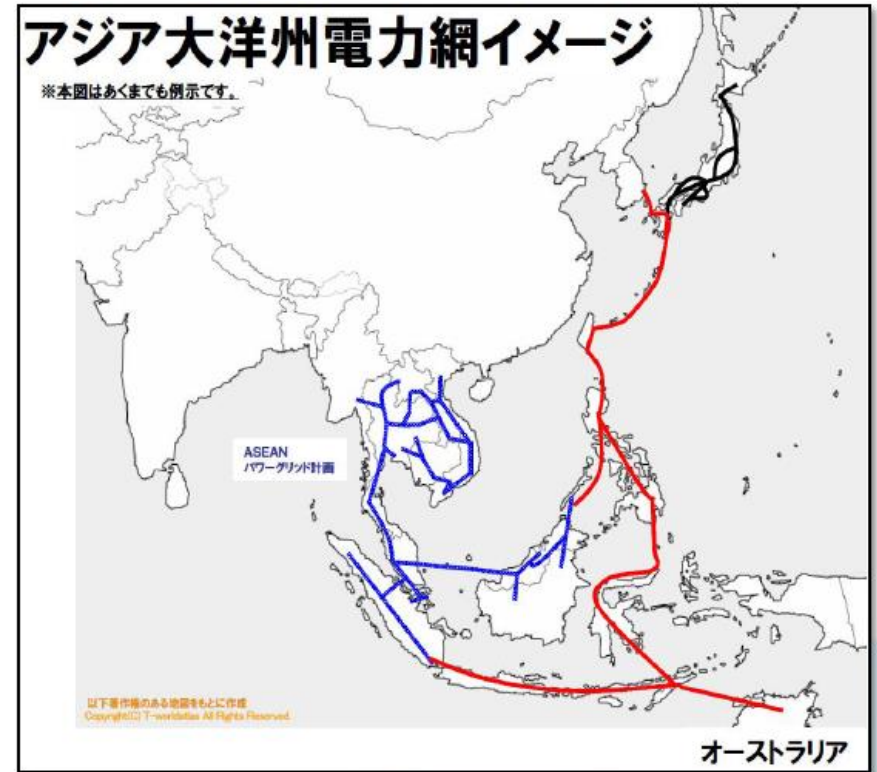 アジア大洋州電力網イメージ
※本図はあくまでも例示です。
ASEAN
パワーグリッド計画
以下著作権のある地図をもとに作成
Copyright(C) T-worldatlas All Rights Reserved.
オーストラリア